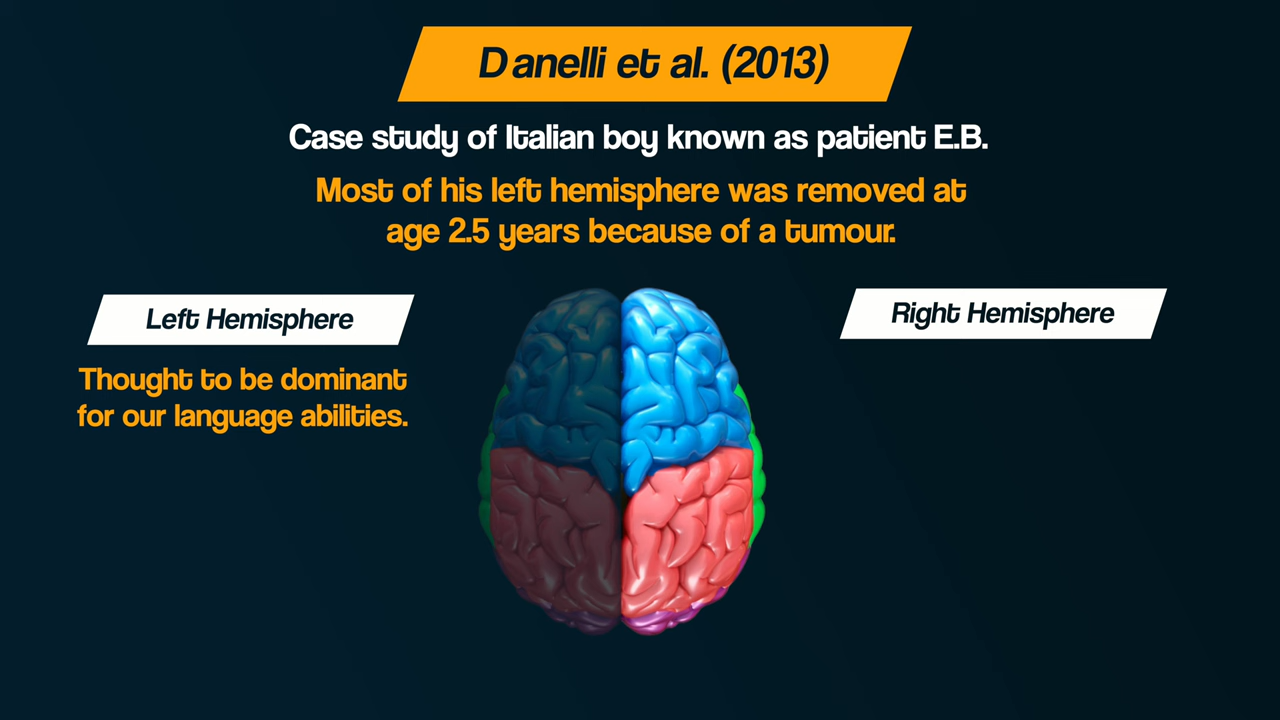 Danelli et al. (2013)
Case study of Italian boy known as patient E.B.
Most of his left hemisphere was removed at
age 2.5 years because of a tumour.
Left Hemisphere
Thought to be dominant
for our language abilities.
Right Hemisphere